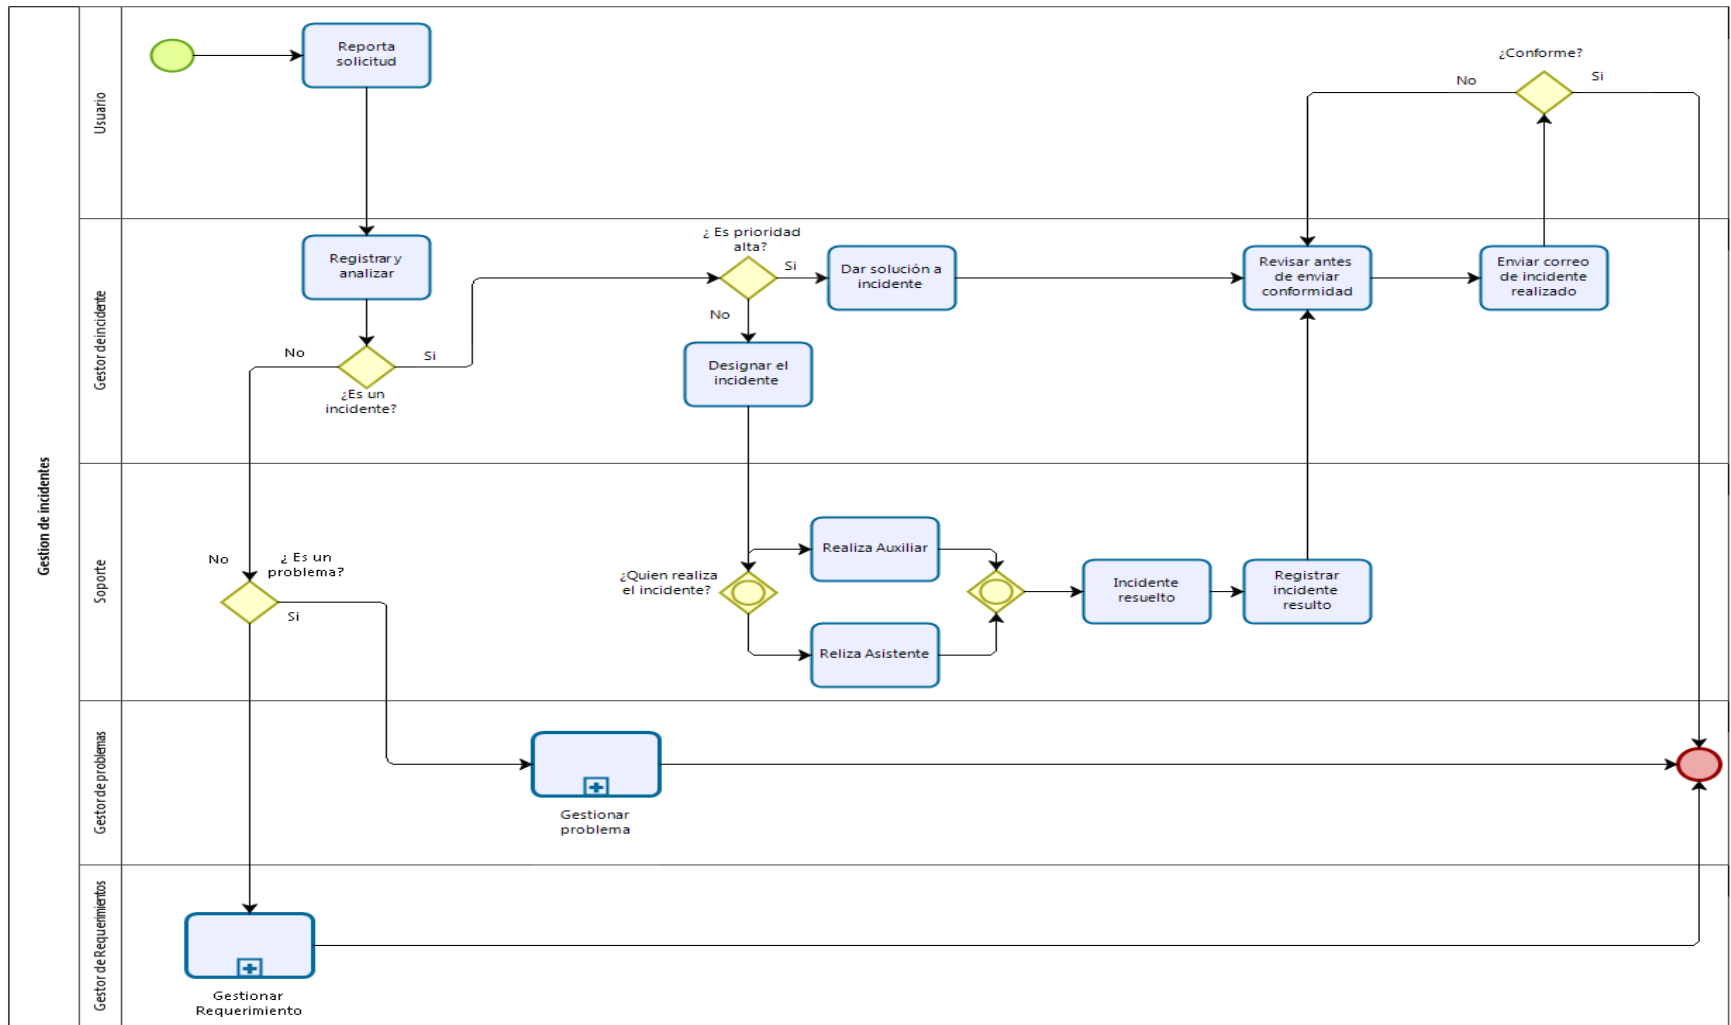 Gestion de incidentes
Usuario
Reporta
solicitud
¿Conforme?
No
Si
Gestor de incidente
Registrar y
analizar
No
Si
¿Es un
incidente?
¿ Es prioridad
alta?
Si
No
Dar solución a
incidente
Designar el
incidente
Revisar antes
de enviar
conformidad
Enviar correo
de incidente
realizado
Soporte
No
¿ Es un
problema?
Si
¿Quien realiza
el incidente?
Realiza Auxiliar
Reliza Asistente
Incidente
resuelto
Registrar
incidente
resulto
Gestor de problemas
Gestionar
problema
Gestor de Requerimientos
Gestionar
Requerimiento